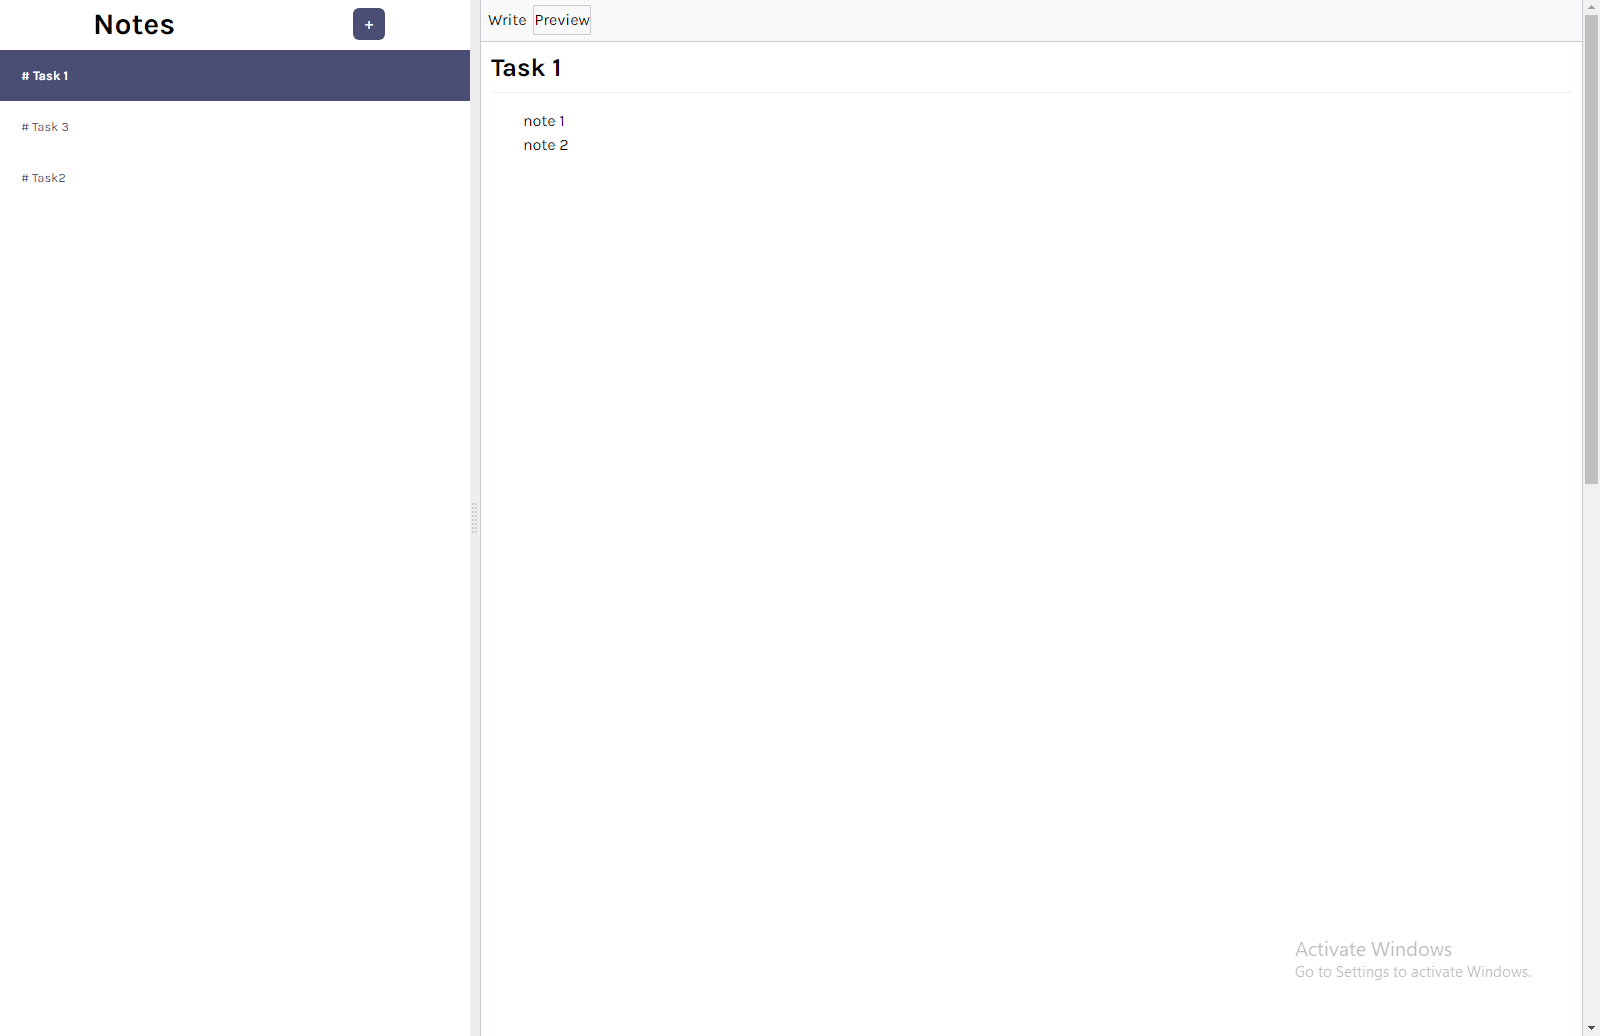 Notes
+
# Task 1
# Task 3
# Task2
Write Preview
Task 1
note 1
note 2
Activate Windows
Go to Settings to activate Windows.